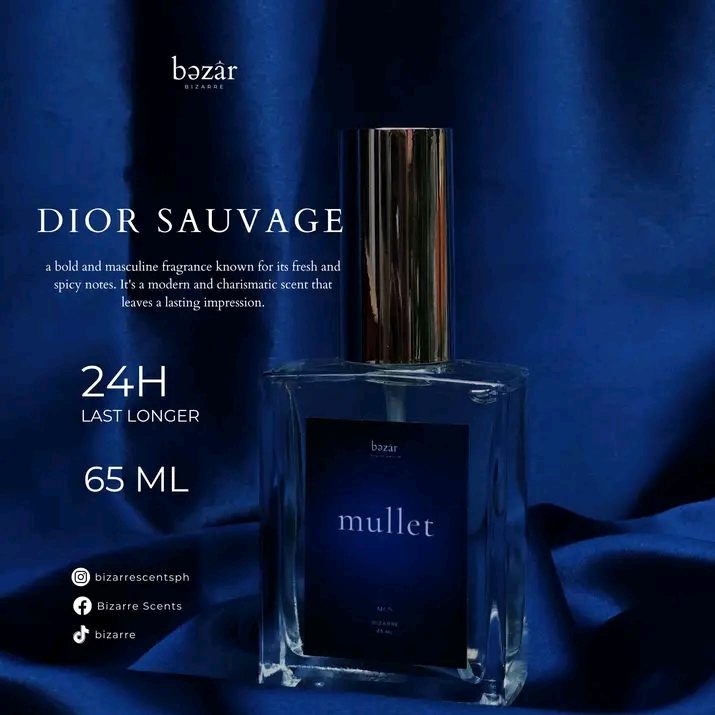 bəzâr
BIZARRE
DIOR SAUVAGE
a bold and masculine fragrance known for its fresh and
spicy notes. It's a modern and charismatic scent that
leaves a lasting impression.
24H
LAST LONGER
65 ML
bizarrescentsph
Bizarre Scents
bizarre
bəzâr
mullet
BIZARRE